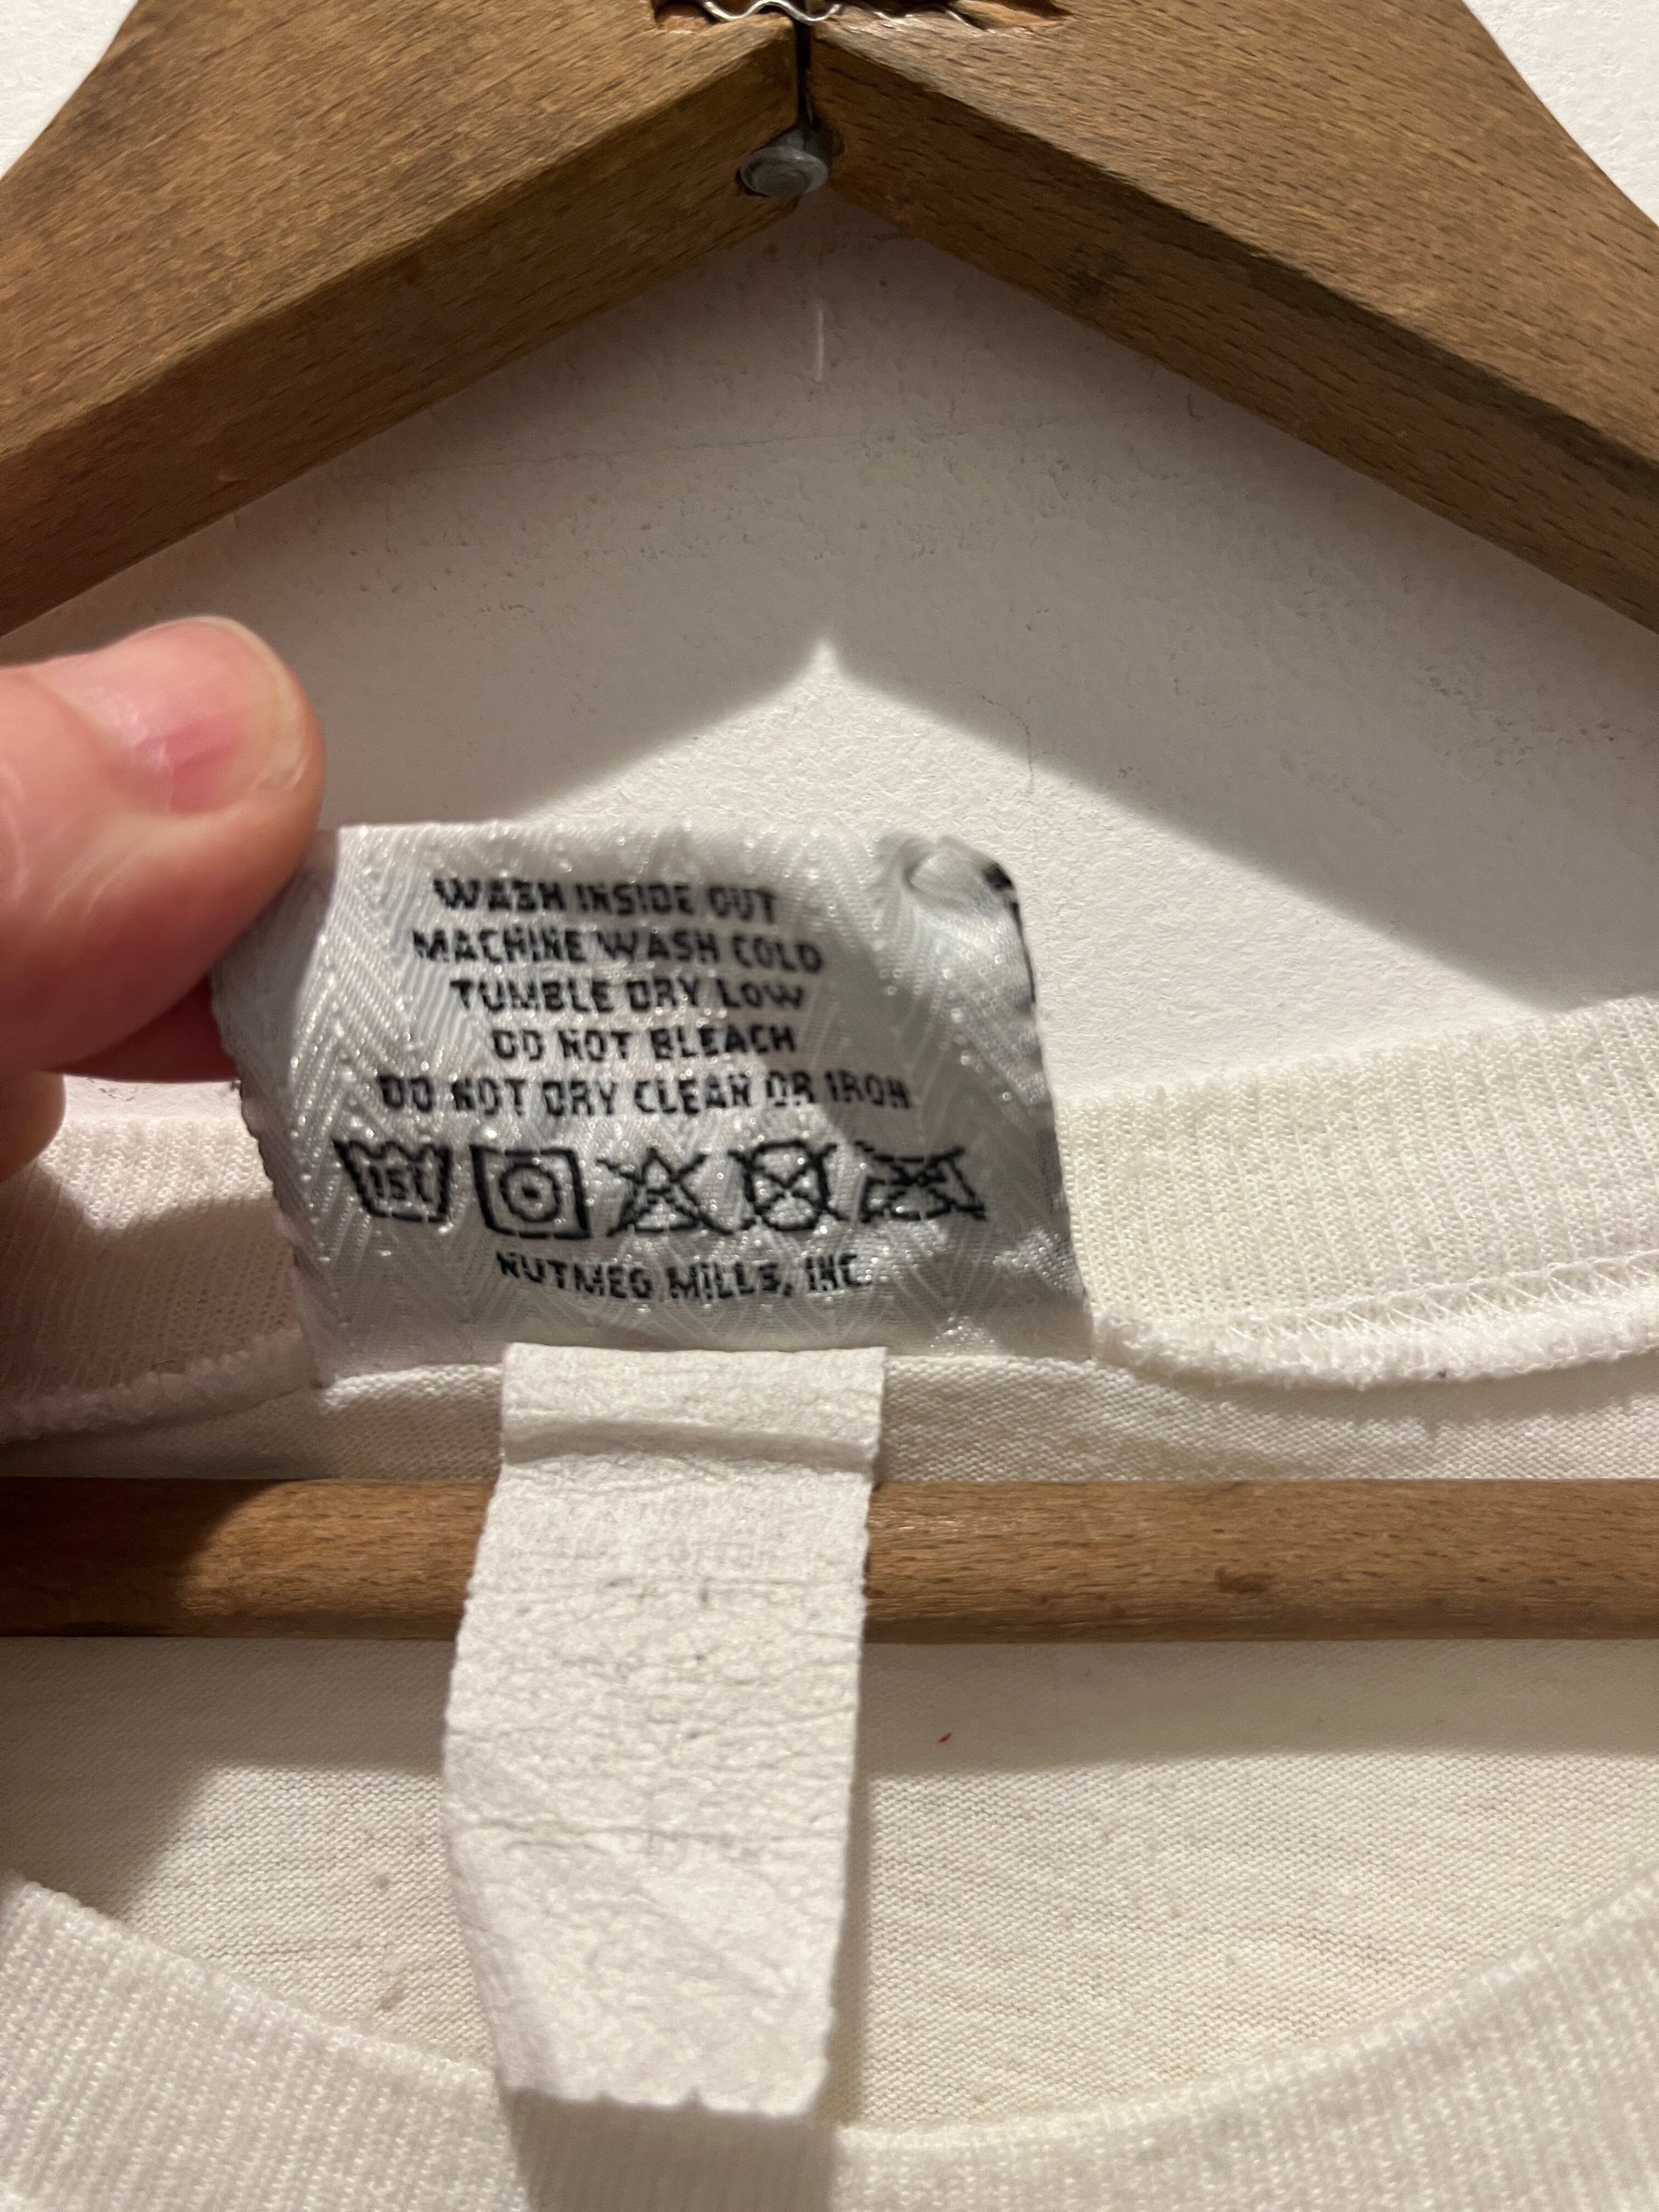 WASH INSIDE OUT
MACHINE WASH COLD
TUMBLE DRY LOW
DO NOT BLEACH
DO NOT DRY CLEAN OR IRON
NUTMEG MILLS, INC.